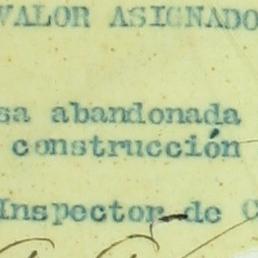 VALOR ASIGNADO
sa abandonada
construcción
Inspector de C